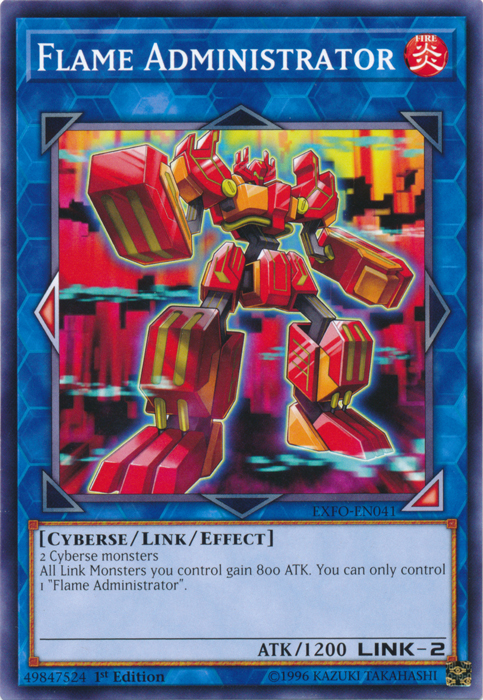 FLAME ADMINISTRATOR
FIRE
炎
EXFO-EN041
[CYBERSE/LINK/EFFECT]
2 Cyberse monsters
All Link Monsters you control gain 800 ATK. You can only control
1 "Flame Administrator".
ATK/1200 LINK-2
49847524 1st Edition ©1996 KAZUKI TAKAHASHI